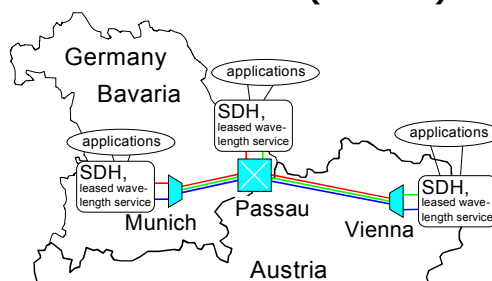 Germany
Bavaria
applications
SDH,
leased wave-
length service
applications
SDH,
leased wave-
length service
applications
SDH,
leased wave-
length service
Munich
Passau
Vienna
Austria